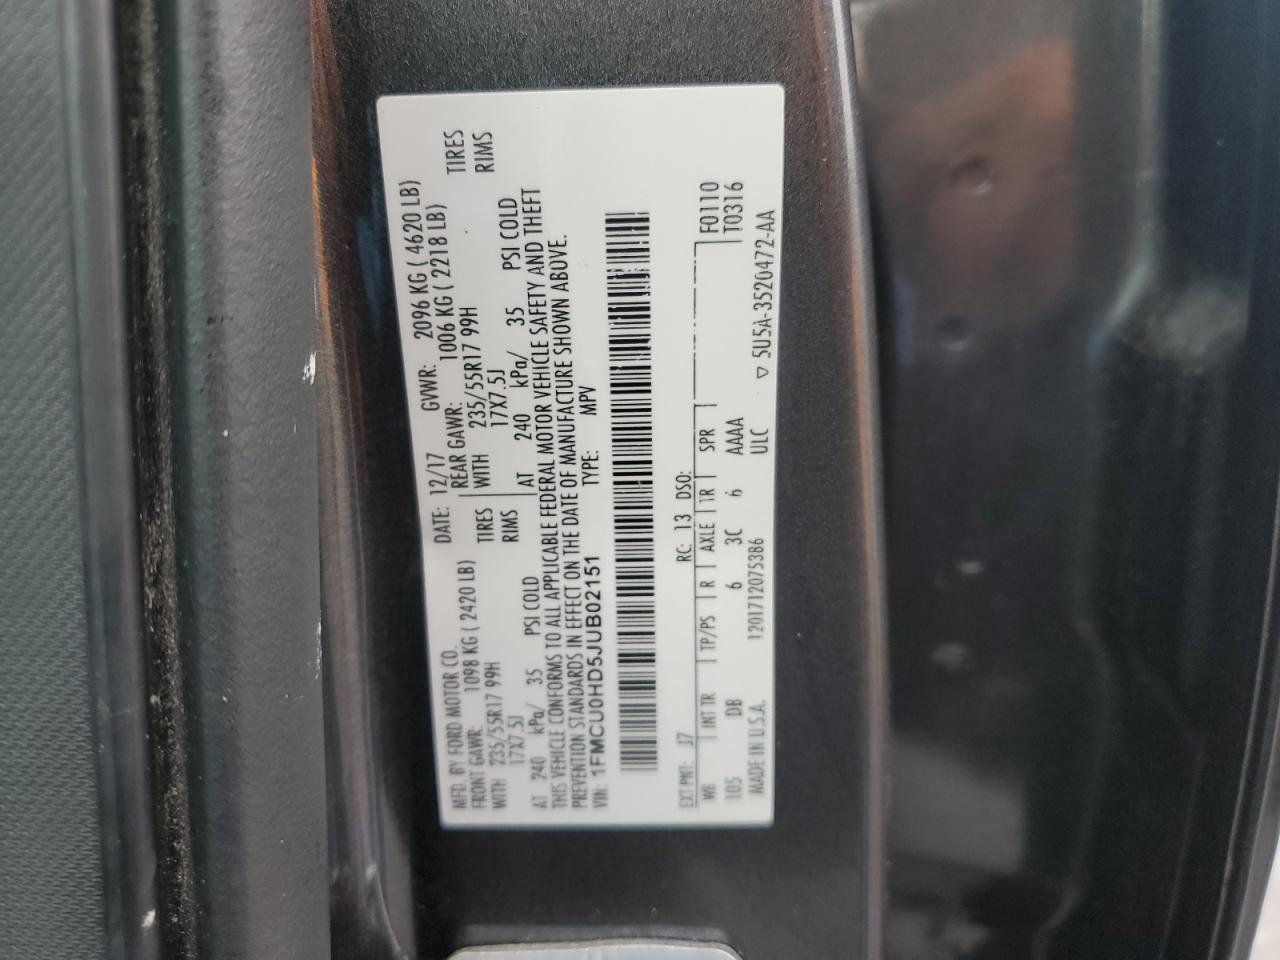 MFD. BY FORD MOTOR CO.
DATE: 12/17 GVWR: 2096 KG ( 4620 LB)
FRONT GAWR: 1098 KG ( 2420 LB)
REAR GAWR: 1006 KG ( 2218 LB)
WITH 235/55R17 99H TIRES
WITH 235/55R17 99H TIRES
17X7.5J RIMS
17X7.5J RIMS
AT 240 kPa/ 35 PSI COLD
AT 240 kPa/ 35 PSI COLD
THIS VEHICLE CONFORMS TO ALL APPLICABLE FEDERAL MOTOR VEHICLE SAFETY AND THEFT
PREVENTION STANDARDS IN EFFECT ON THE DATE OF MANUFACTURE SHOWN ABOVE.
VIN: 1FMCU0HD5JUB02151 TYPE: MPV
EXT PNT: J7 RC: 13 DSO:
WB INT TR TP/PS R AXLE TR SPR F0110
T0316
105 DB 6 3C 6 AAAA
ULC
MADE IN U.S.A. 1201712075386 ▽ 5U5A-3520472-AA